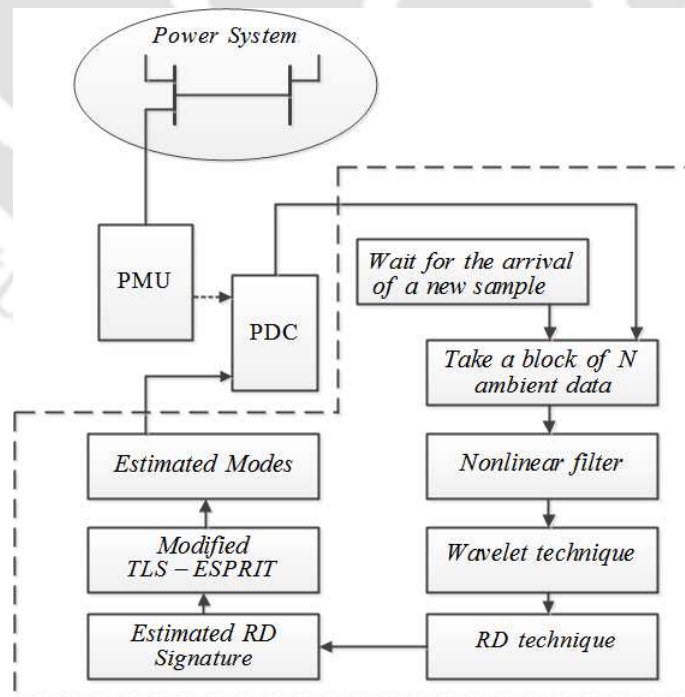 Power System
PMU
PDC
Wait for the arrival
of a new sample
Take a block of N
ambient data
Nonlinear filter
Wavelet technique
RD technique
Estimated RD
Signature
Modified
TLS – ESPRIT
Estimated Modes